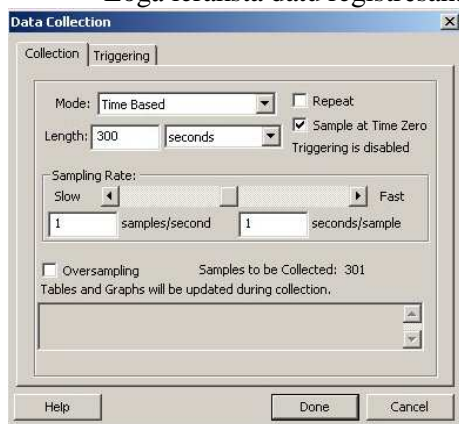 Data Collection
Collection Triggering
Mode: Time Based Repeat
Length: 300 seconds Sample at Time Zero
Triggering is disabled
Sampling Rate:
Slow Fast
1 samples/second 1 seconds/sample
Oversampling Samples to be Collected: 301
Tables and Graphs will be updated during collection.
Help Done Cancel